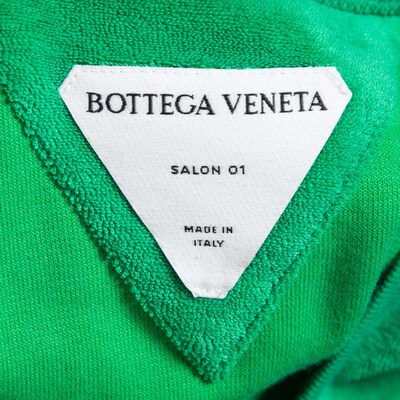 BOTTEGA VENETA
SALON 01
MADE IN
ITALY